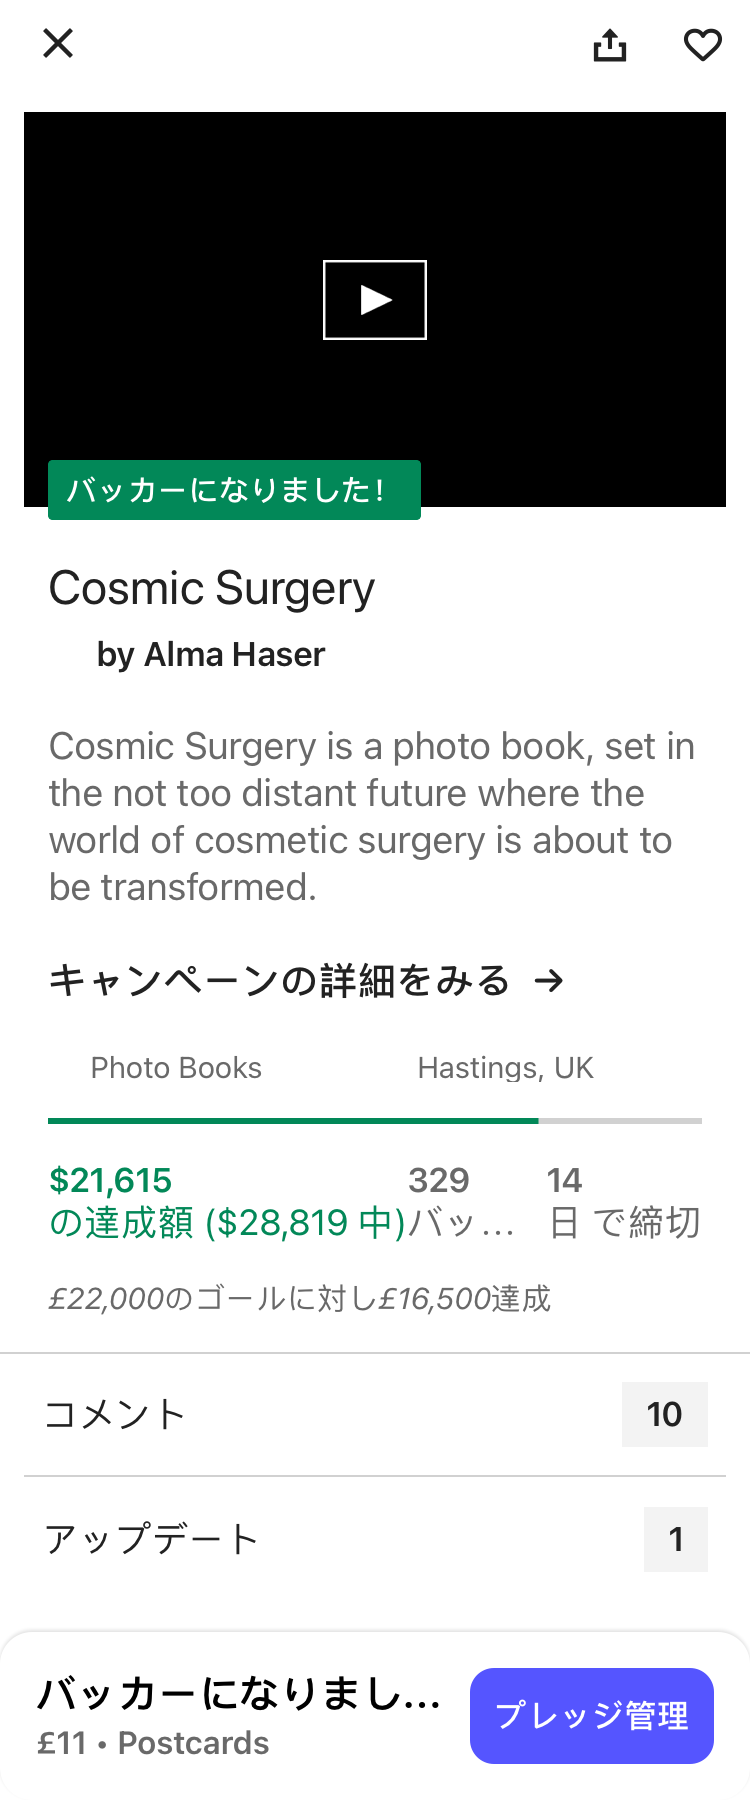 バッカーになりました!
Cosmic Surgery
by Alma Haser
Cosmic Surgery is a photo book, set in
the not too distant future where the
world of cosmetic surgery is about to
be transformed.
キャンペーンの詳細をみる →
Photo Books
Hastings, UK
$21,615
の達成額 ($28,819 中)
329
バッ...
14
日 で締切
£22,000のゴールに対し£16,500達成
コメント
10
アップデート
1
バッカーになりまし...
£11 • Postcards
プレッジ管理